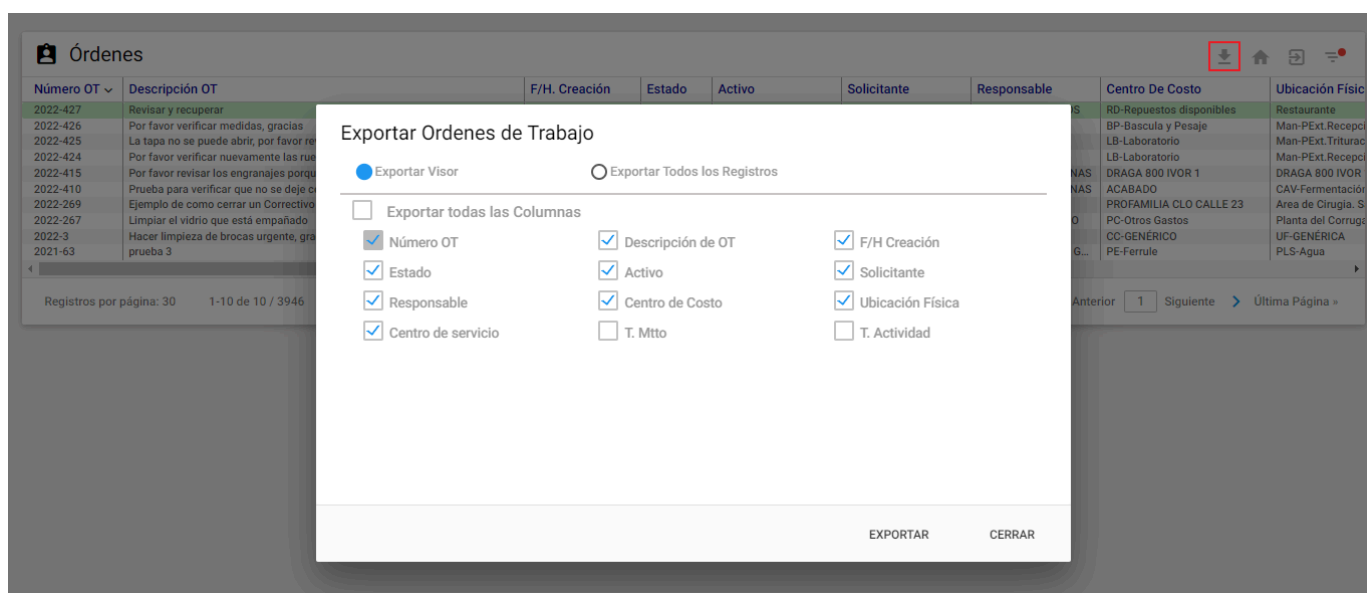 Órdenes
Número OT Descripción OT F/H. Creación Estado Activo Solicitante Responsable Centro De Costo Ubicación Físic
2022-427 Revisar y recuperar OS RD-Repuestos disponibles Restaurante
2022-426 Por favor verificar medidas, gracias BP-Bascula y Pesaje Man-PExt.Recepci
2022-425 La tapa no se puede abrir, por favor re LB-Laboratorio Man-PExt.Triturac
2022-424 Por favor verificar nuevamente las rue LB-Laboratorio Man-PExt.Recepci
2022-415 Por favor revisar los engranajes porqu NAS DRAGA 800 IVOR 1 DRAGA 800 IVOR
2022-410 Prueba para verificar que no se deje c NAS ACABADO CAV-Fermentación
2022-269 Ejemplo de como cerrar un Correctivo PROFAMILIA CLO CALLE 23 Area de Cirugia. S
2022-267 Limpiar el vidrio que está empañado O PC-Otros Gastos Planta del Corruga
2022-3 Hacer limpieza de brocas urgente, gra CC-GENÉRICO UF-GENÉRICA
2021-63 prueba 3 G... PE-Ferrule PLS-Agua
Registros por página: 30 1-10 de 10 / 3946 Anterior 1 Siguiente Última Página »
Exportar Ordenes de Trabajo
Exportar Visor Exportar Todos los Registros
Exportar todas las Columnas
Número OT Descripción de OT F/H Creación
Estado Activo Solicitante
Responsable Centro de Costo Ubicación Física
Centro de servicio T. Mtto T. Actividad
EXPORTAR CERRAR